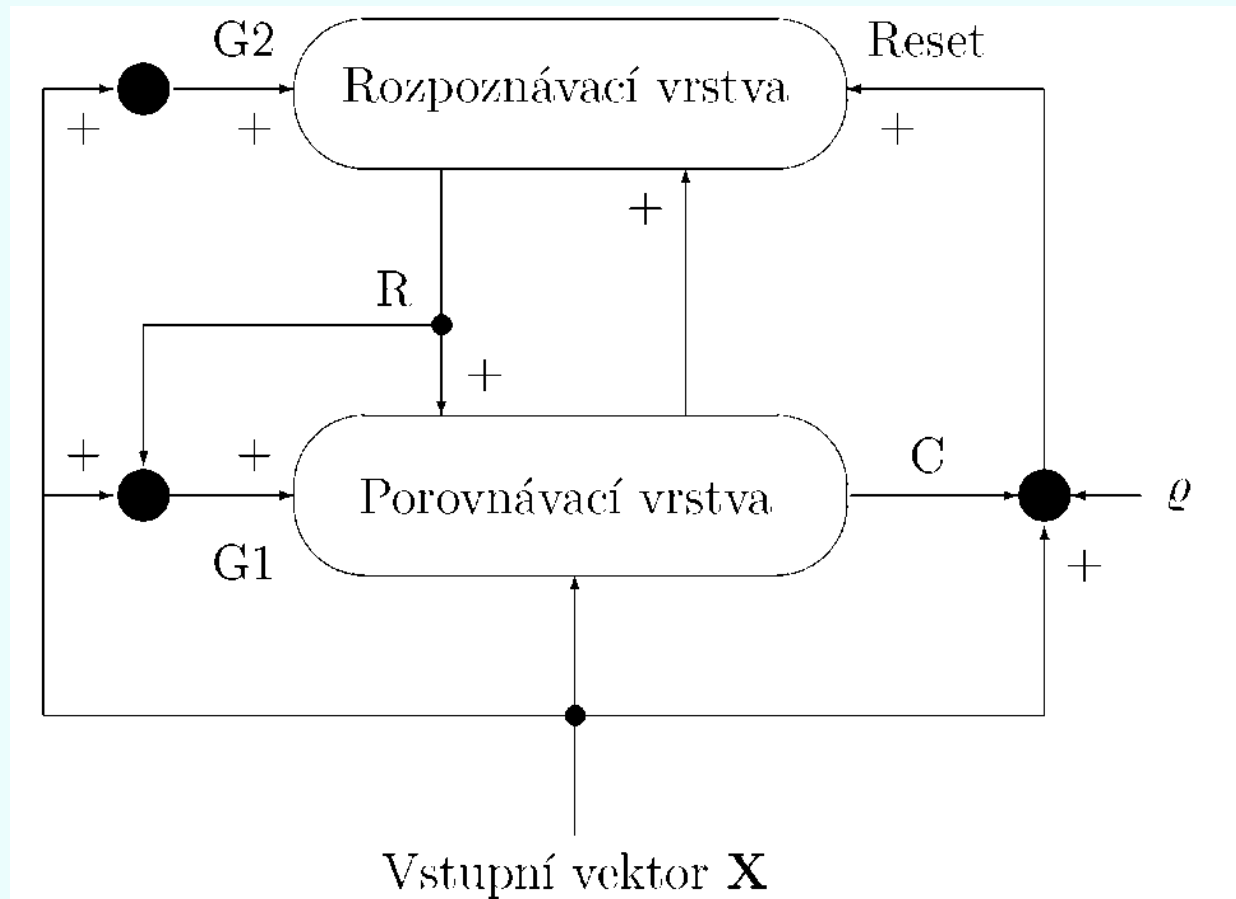 G2
Reset
Rozpoznávací vrstva
+
+
+
+
R
+
+
+
C
Porovnávací vrstva
ϱ
G1
+
Vstupní vektor X